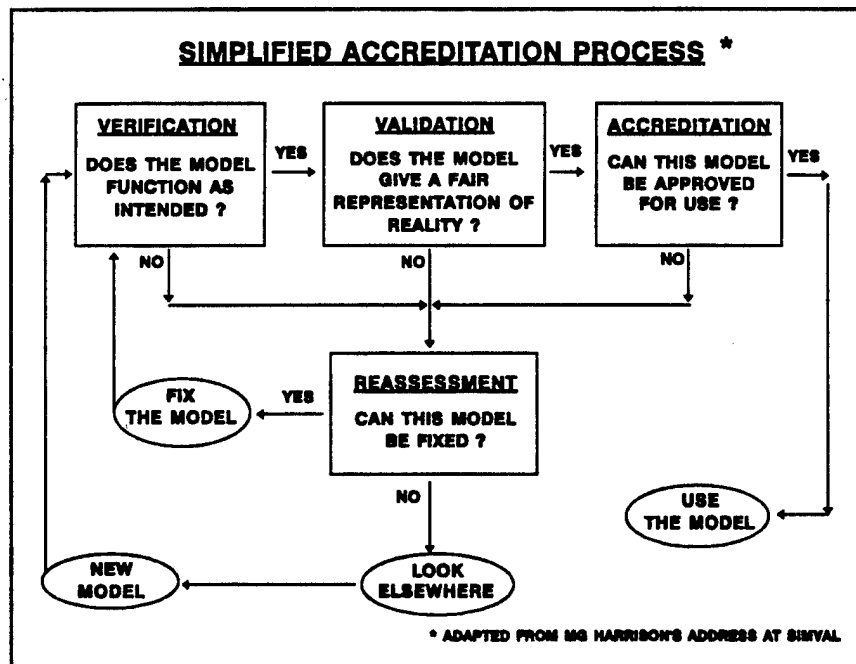 SIMPLIFIED ACCREDITATION PROCESS *
VERIFICATION
DOES THE MODEL
FUNCTION AS
INTENDED ?
YES
VALIDATION
DOES THE MODEL
GIVE A FAIR
REPRESENTATION OF
REALITY ?
YES
ACCREDITATION
CAN THIS MODEL
BE APPROVED
FOR USE ?
YES
NO
NO
NO
REASSESSMENT
CAN THIS MODEL
BE FIXED ?
YES
FIX
THE MODEL
NO
USE
THE MODEL
LOOK
ELSEWHERE
NEW
MODEL
* ADAPTED FROM MG HARRISON'S ADDRESS AT SIMVAL